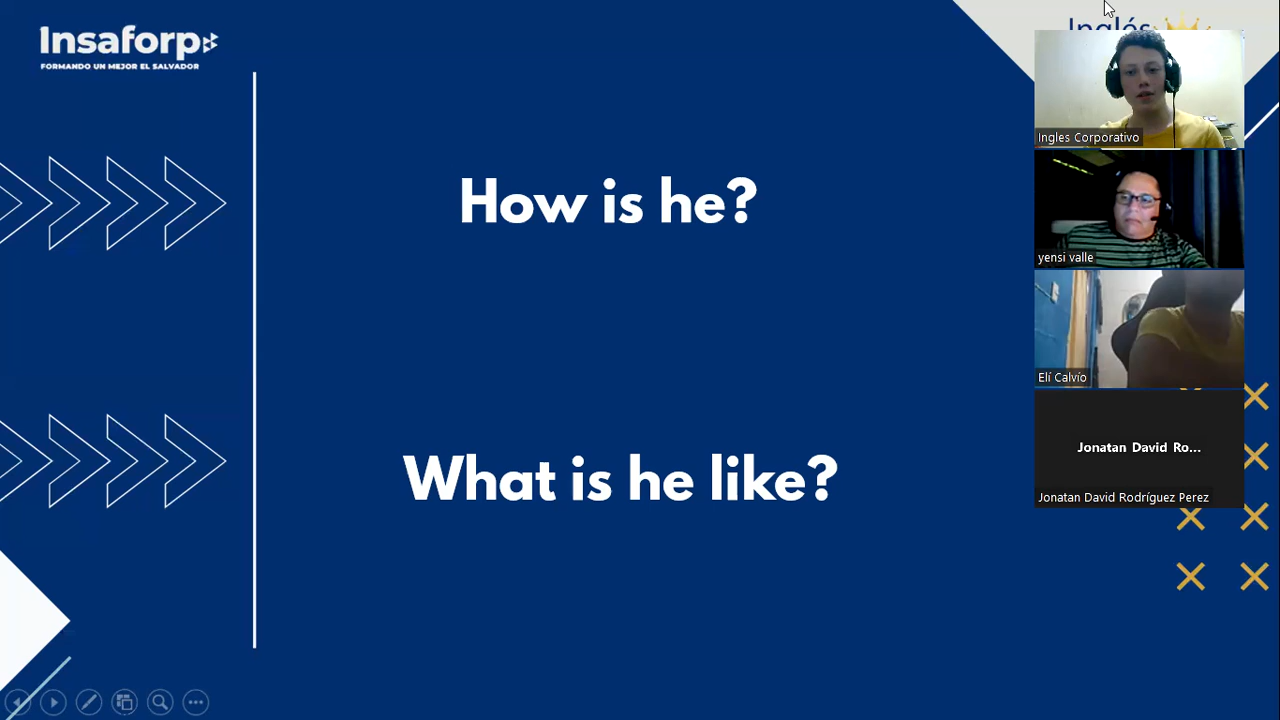 Insaforp
FORMANDO UN MEJOR EL SALVADOR
Inglés
How is he?
What is he like?
Ingles Corporativo
yensi valle
Elí Calvío
Jonatan David Ro...
Jonatan David Rodríguez Perez